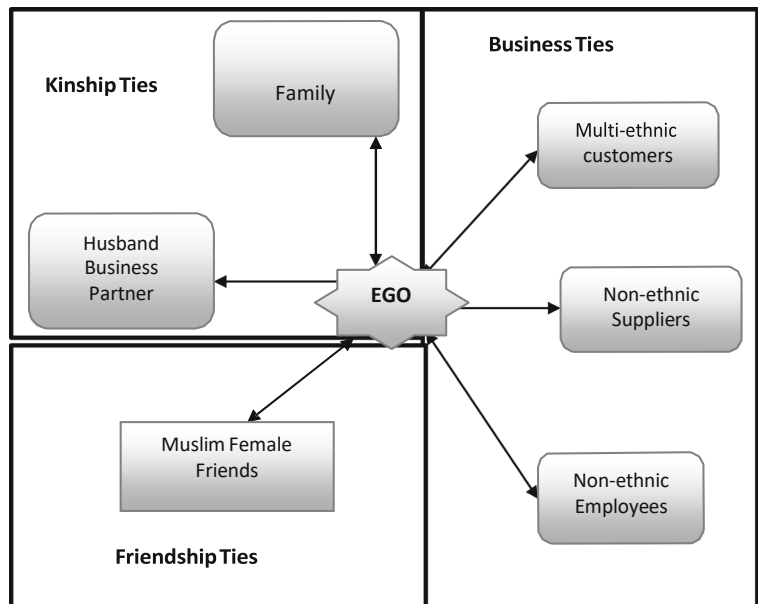 Kinship Ties
Family
Husband
Business
Partner
EGO
Business Ties
Multi-ethnic
customers
Non-ethnic
Suppliers
Non-ethnic
Employees
Muslim Female
Friends
Friendship Ties